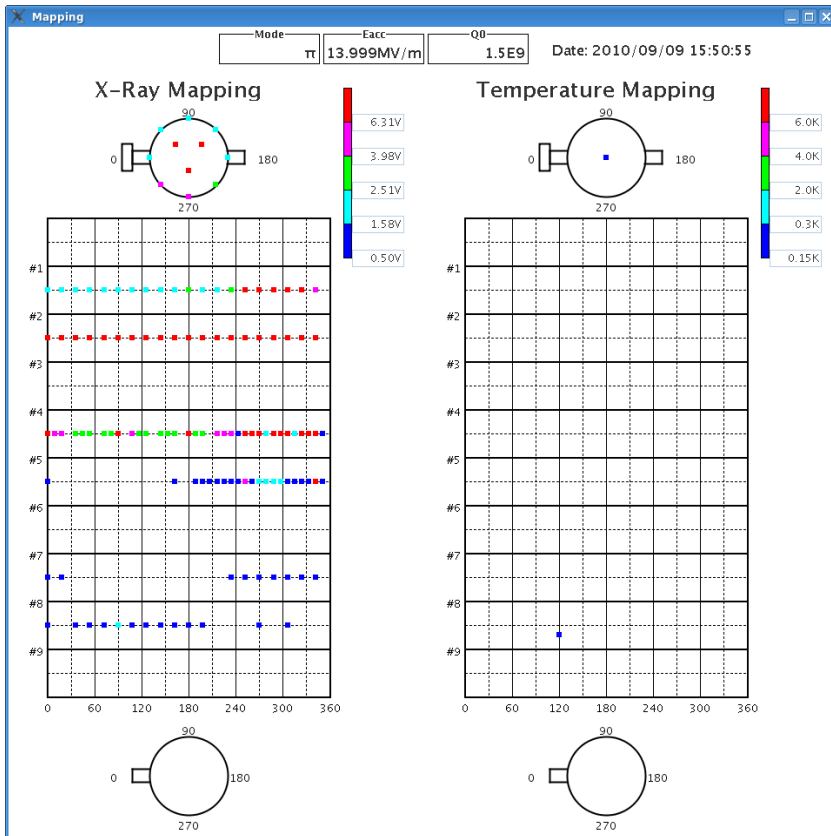 Mapping
Mode Eacc Q0
π 13.999MV/m 1.5E9 Date: 2010/09/09 15:50:55
X-Ray Mapping
90
0 180
270
6.31V
3.98V
2.51V
1.58V
0.50V
#1
#2
#3
#4
#5
#6
#7
#8
#9
0 60 120 180 240 300 360
90
0 180
270
Temperature Mapping
90
0 180
270
6.0K
4.0K
2.0K
0.3K
0.15K
#1
#2
#3
#4
#5
#6
#7
#8
#9
0 60 120 180 240 300 360
90
0 180
270